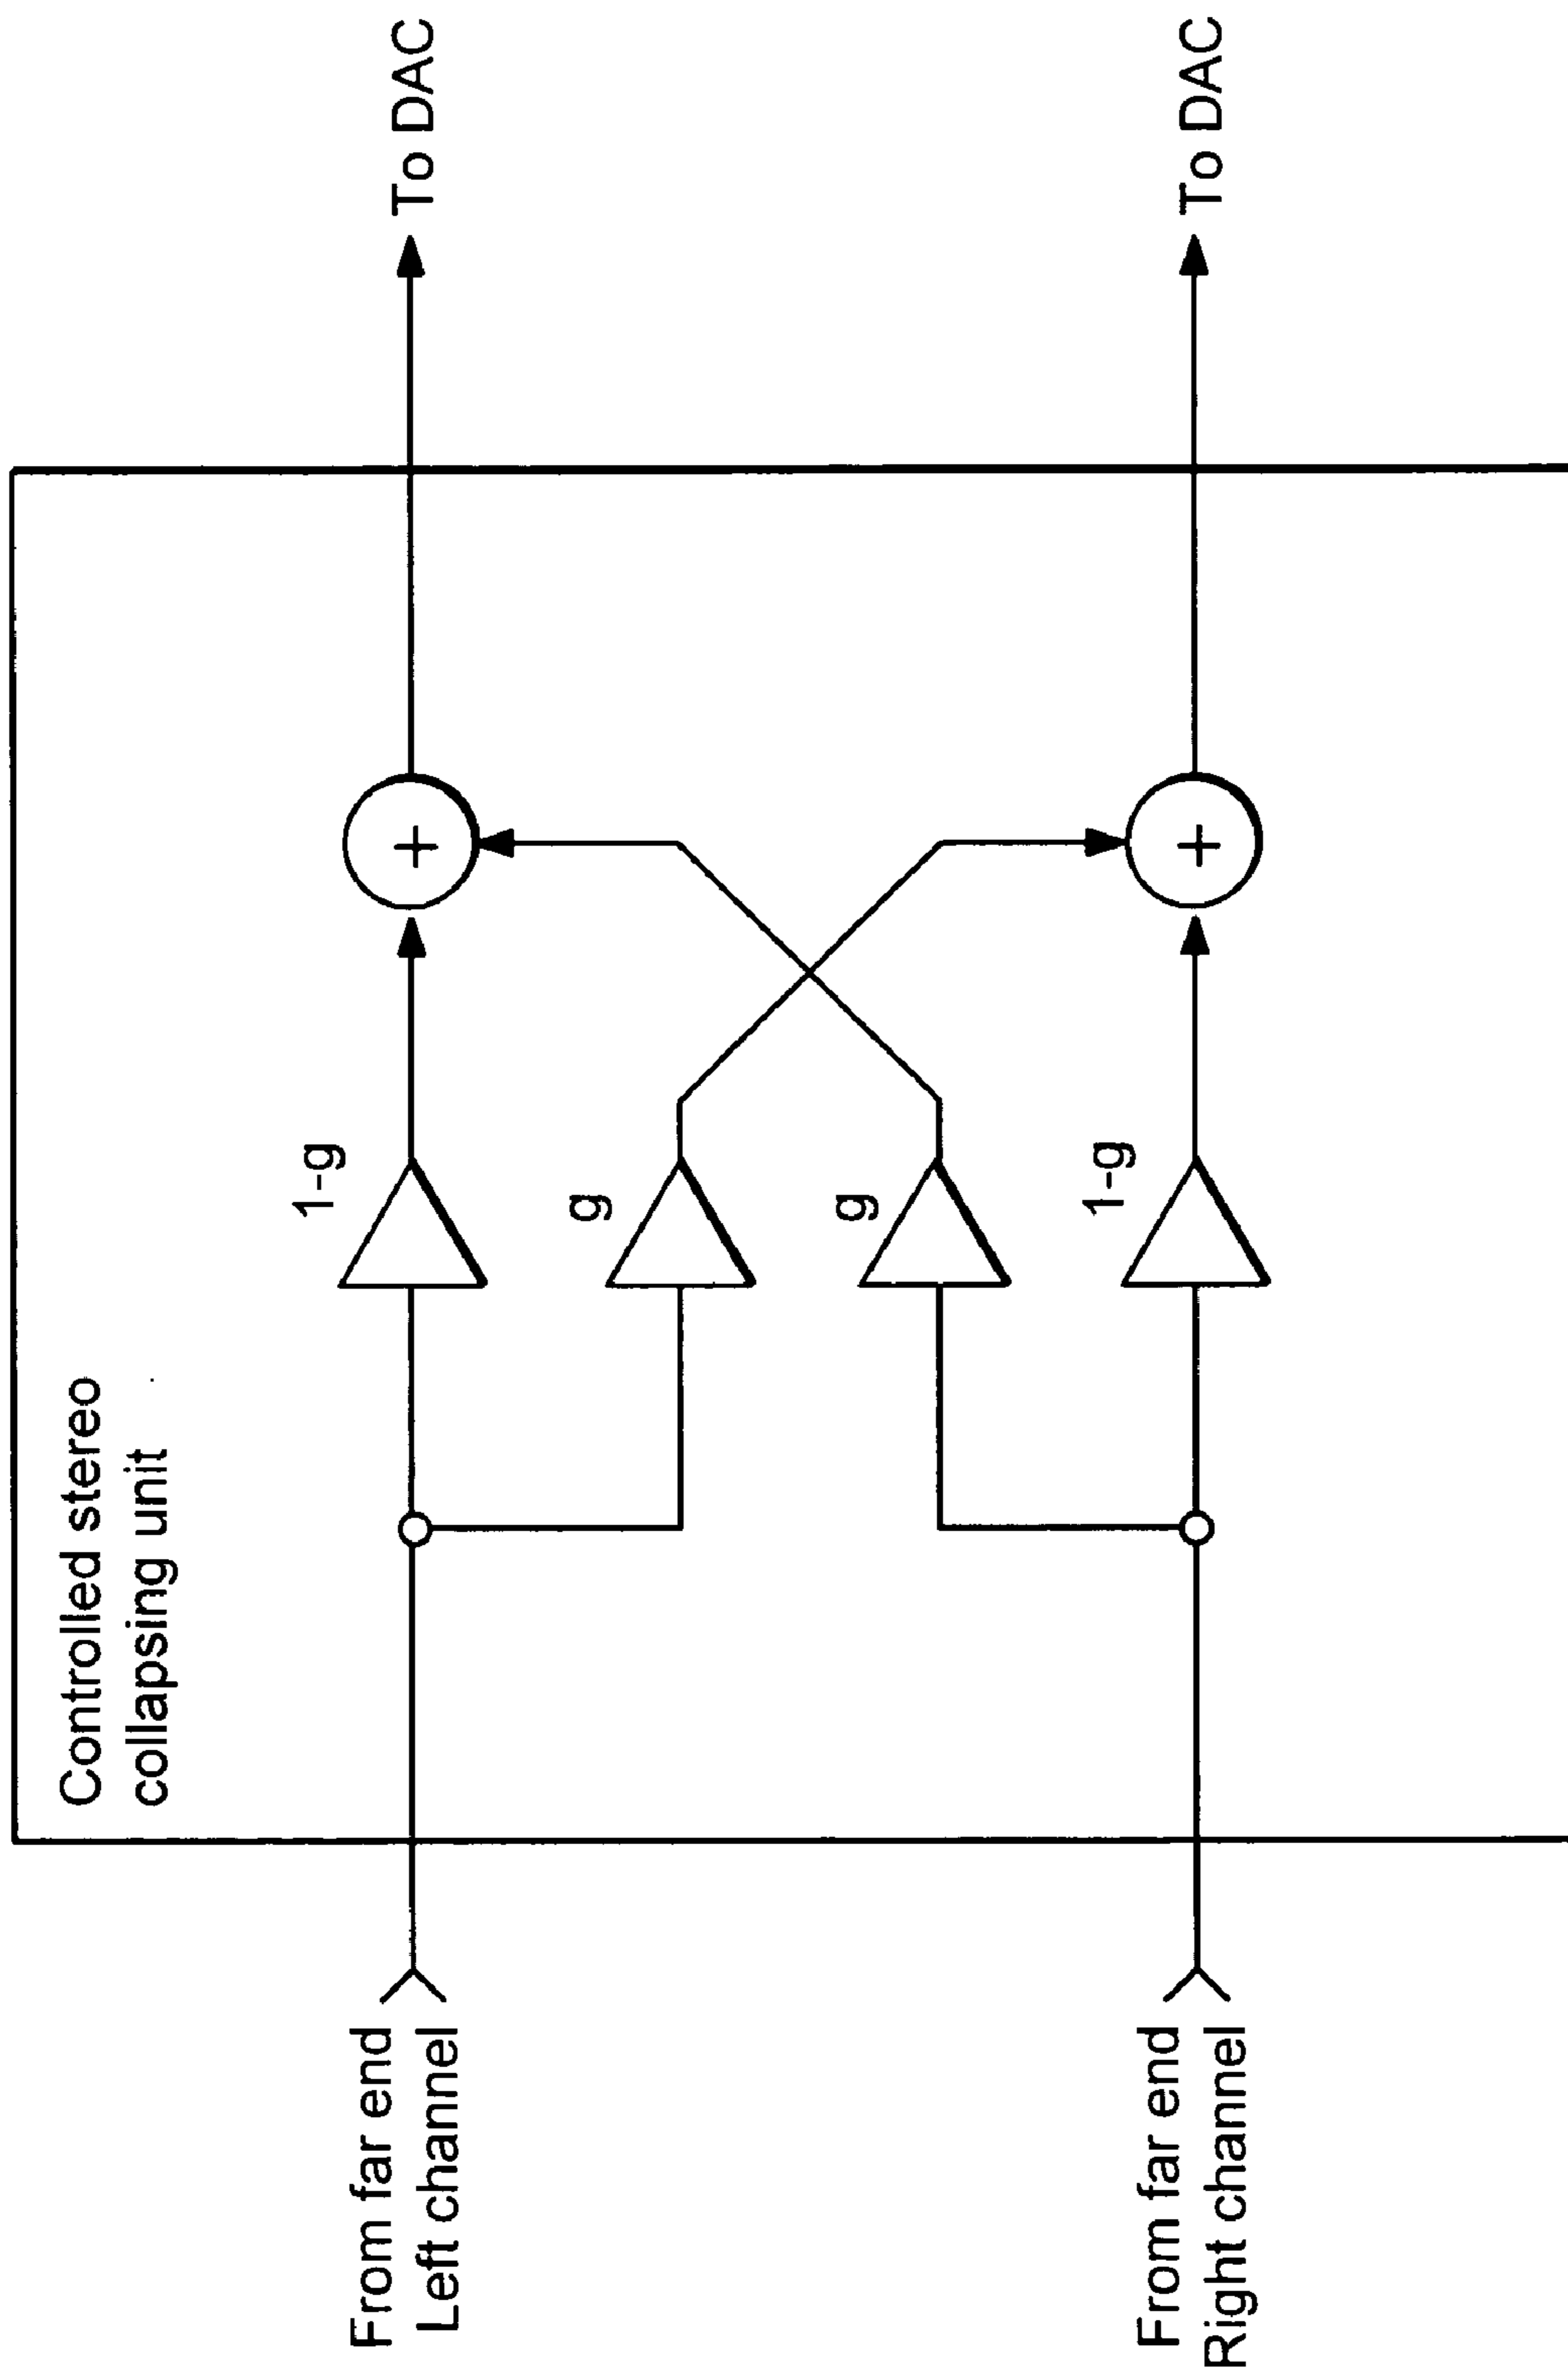 Controlled stereo
collapsing unit
From far end
Left channel
1-g
To DAC
g
g
From far end
Right channel
1-g
To DAC
+
+